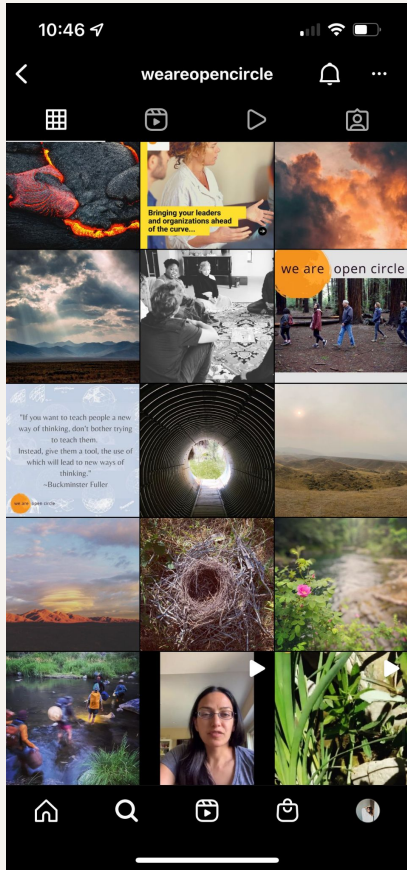 10:46
weareopencircle
Bringing your leaders
and organizations ahead
of the curve...
we are open circle
"If you want to teach people a new
way of thinking, don't bother trying
to teach them.
Instead, give them a tool, the use of
which will lead to new ways of
thinking."
~Buckminster Fuller
we are open circle